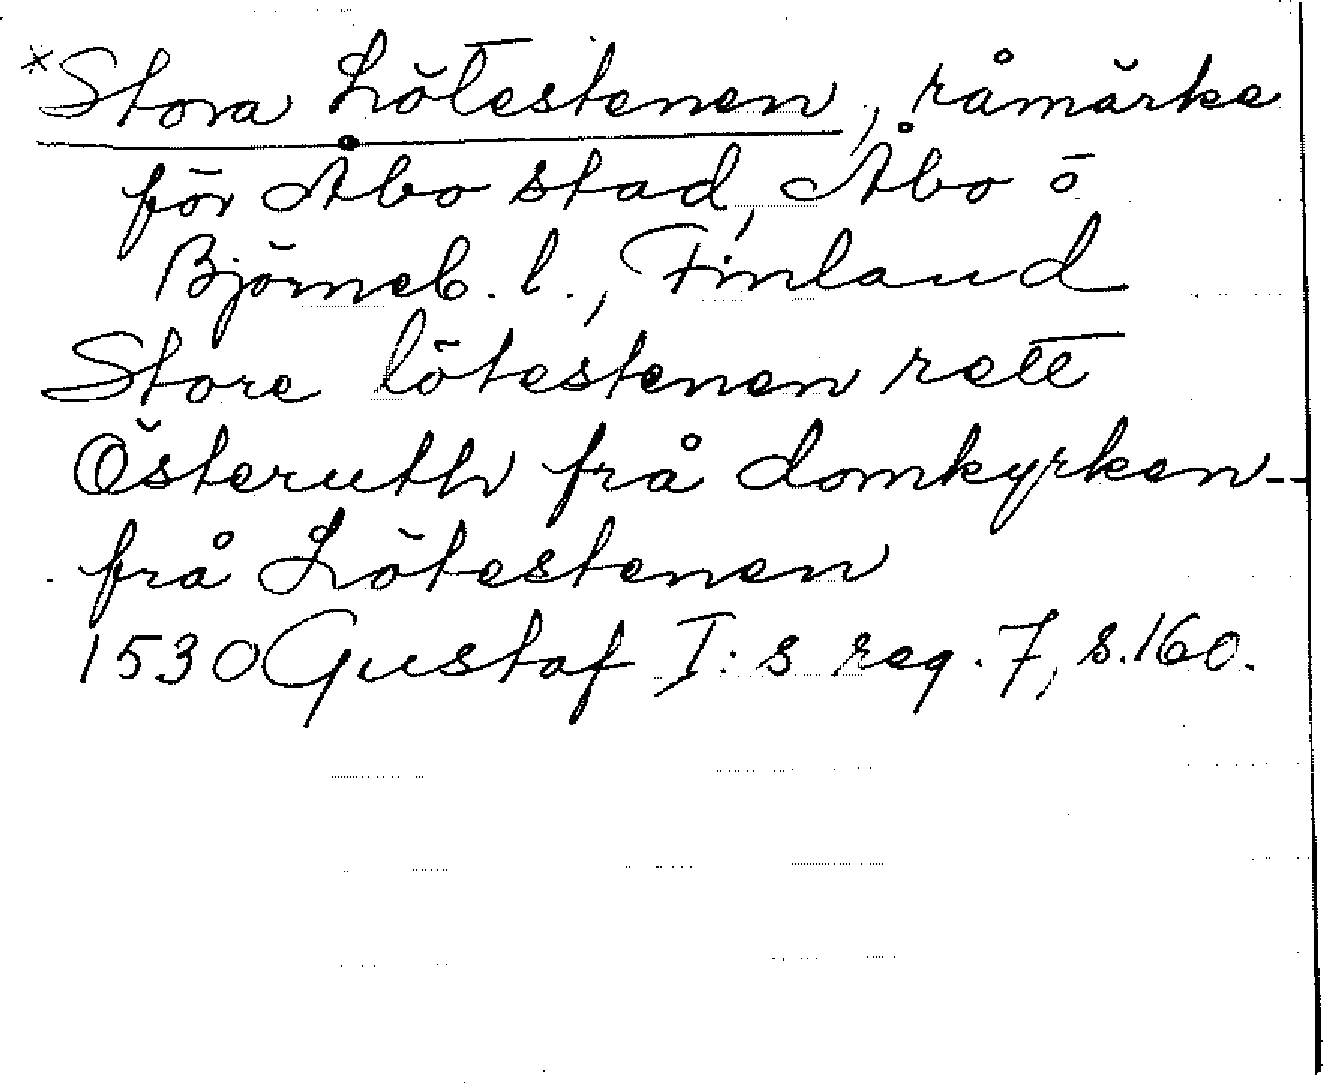 *Stora Lötestenen, råmärke
för Åbo stad, Åbo ö
Björneb. l., Finland
Store lötestenen rett
Österuth frå domkyrken--
frå Lötestenen
1530 Gustaf I:s reg. 7, s. 160.